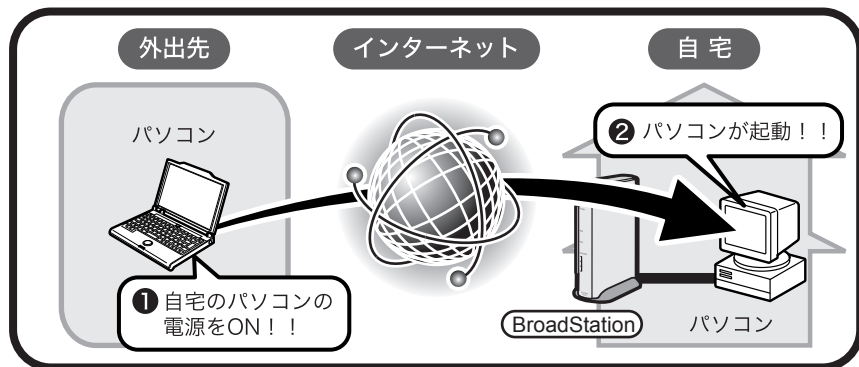 外出先
インターネット
自 宅
パソコン
❷ パソコンが起動！！
❶ 自宅のパソコンの
電源をON！！
BroadStation
パソコン